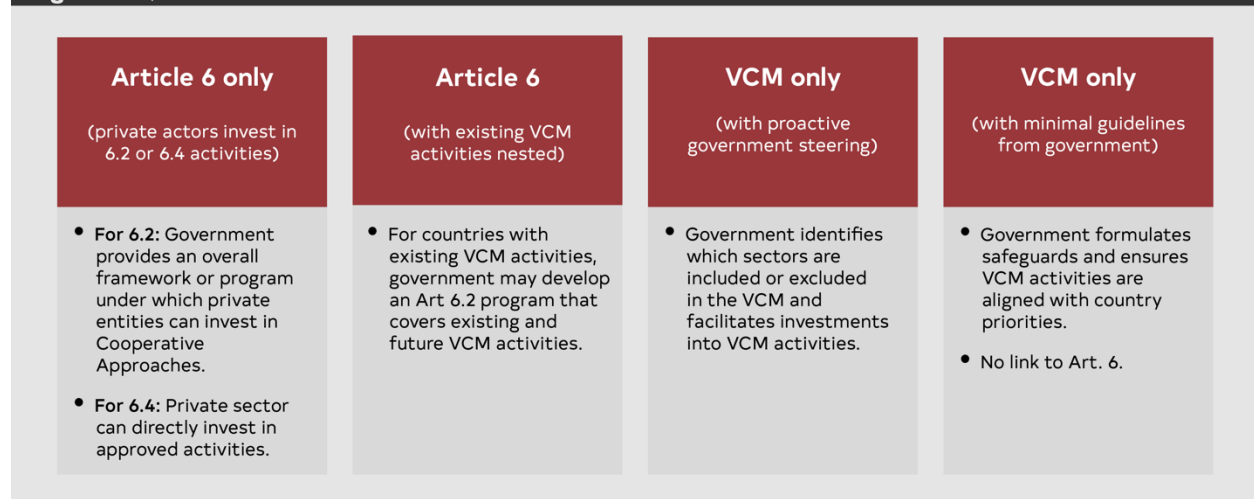 Article 6 only
(private actors invest in
6.2 or 6.4 activities)
• For 6.2: Government
provides an overall
framework or program
under which private
entities can invest in
Cooperative
Approaches.
• For 6.4: Private sector
can directly invest in
approved activities.
Article 6
(with existing VCM
activities nested)
• For countries with
existing VCM activities,
government may develop
an Art 6.2 program that
covers existing and
future VCM activities.
VCM only
(with proactive
government steering)
• Government identifies
which sectors are
included or excluded
in the VCM and
facilitates investments
into VCM activities.
VCM only
(with minimal guidelines
from government)
• Government formulates
safeguards and ensures
VCM activities are
aligned with country
priorities.
• No link to Art. 6.